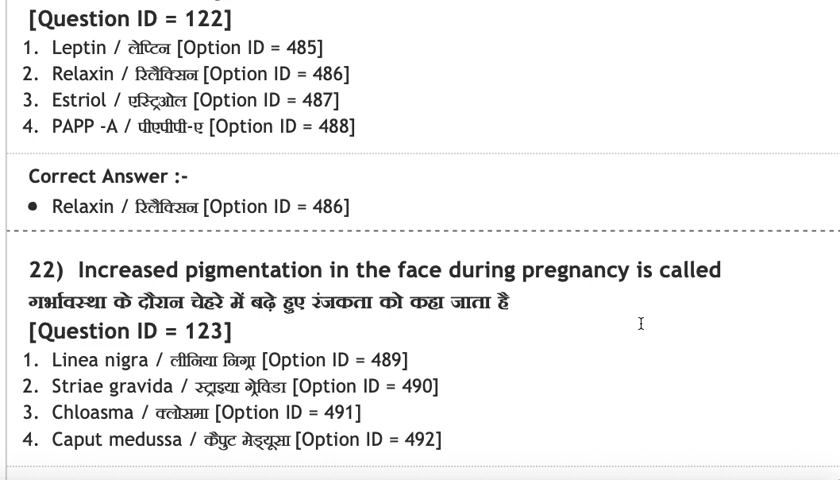 [Question ID = 122]
1. Leptin / लेप्टिन [Option ID = 485]
2. Relaxin / रिलैक्सिन [Option ID = 486]
3. Estriol / एस्ट्रिओल [Option ID = 487]
4. PAPP -A / पीएपीपी-ए [Option ID = 488]
Correct Answer :-
• Relaxin / रिलैक्सिन [Option ID = 486]
22) Increased pigmentation in the face during pregnancy is called
गर्भावस्था के दौरान चेहरे में बढ़े हुए रंजकता को कहा जाता है
[Question ID = 123]
1. Linea nigra / लीनिया निग्रा [Option ID = 489]
2. Striae gravida / स्ट्राइया ग्रेविडा [Option ID = 490]
3. Chloasma / क्लोसमा [Option ID = 491]
4. Caput medussa / कैपुट मेड्यूसा [Option ID = 492]